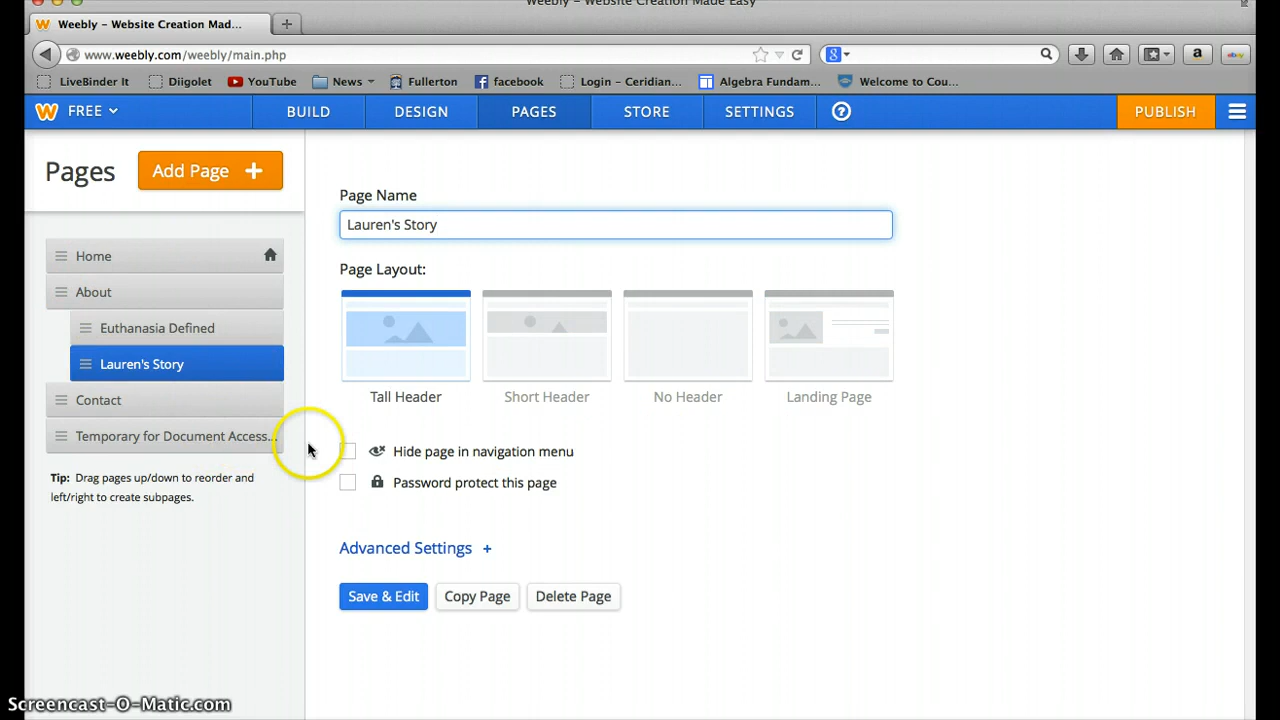 Weebly - Website Creation Made Easy
Weebly - Website Creation Mad...
www.weebly.com/weebly/main.php
LiveBinder It Diigolet YouTube News Fullerton facebook Login - Ceridian... Algebra Fundam... Welcome to Cou...
FREE BUILD DESIGN PAGES STORE SETTINGS ? PUBLISH
Pages
Add Page +
Home
About
Euthanasia Defined
Lauren's Story
Contact
Temporary for Document Access...
Tip: Drag pages up/down to reorder and
left/right to create subpages.
Page Name
Lauren's Story
Page Layout:
Tall Header Short Header No Header Landing Page
Hide page in navigation menu
Password protect this page
Advanced Settings +
Save & Edit Copy Page Delete Page
Screencast-O-Matic.com